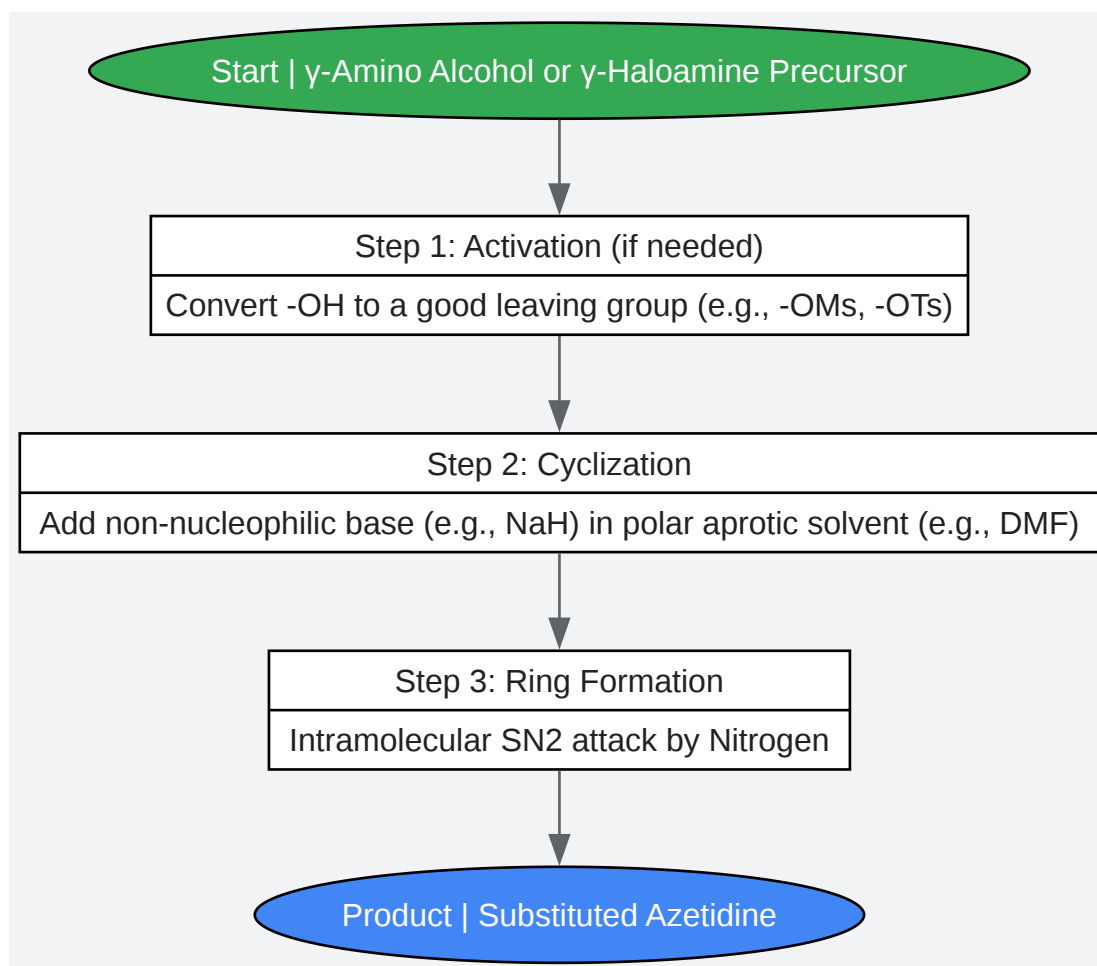 Start | γ-Amino Alcohol or γ-Haloamine Precursor
Step 1: Activation (if needed)
Convert -OH to a good leaving group (e.g., -OMs, -OTs)
Step 2: Cyclization
Add non-nucleophilic base (e.g., NaH) in polar aprotic solvent (e.g., DMF)
Step 3: Ring Formation
Intramolecular SN2 attack by Nitrogen
Product | Substituted Azetidine